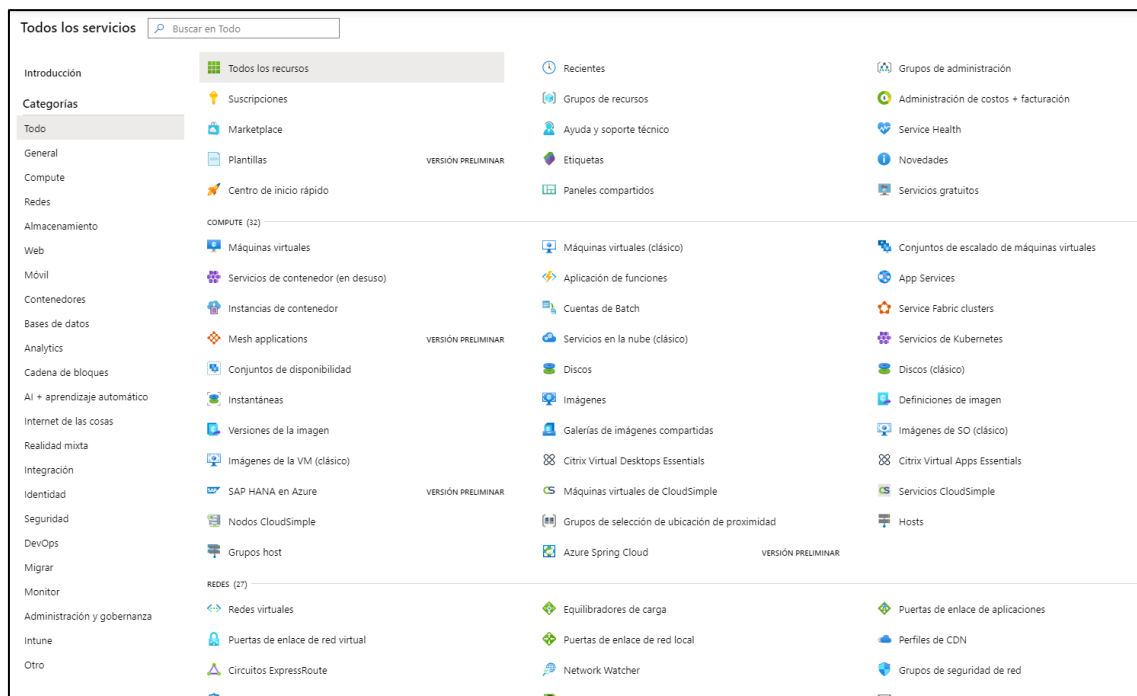 Todos los servicios
Buscar en Todo
Introducción
Categorías
Todo
General
Compute
Redes
Almacenamiento
Web
Móvil
Contenedores
Bases de datos
Analytics
Cadena de bloques
AI + aprendizaje automático
Internet de las cosas
Realidad mixta
Integración
Identidad
Seguridad
DevOps
Migrar
Monitor
Administración y gobernanza
Intune
Otro
Todos los recursos
Recientes
Grupos de administración
Suscripciones
Grupos de recursos
Administración de costos + facturación
Marketplace
Ayuda y soporte técnico
Service Health
Plantillas VERSIÓN PRELIMINAR
Etiquetas
Novedades
Centro de inicio rápido
Paneles compartidos
Servicios gratuitos
COMPUTE (32)
Máquinas virtuales
Máquinas virtuales (clásico)
Conjuntos de escalado de máquinas virtuales
Servicios de contenedor (en desuso)
Aplicación de funciones
App Services
Instancias de contenedor
Cuentas de Batch
Service Fabric clusters
Mesh applications VERSIÓN PRELIMINAR
Servicios en la nube (clásico)
Servicios de Kubernetes
Conjuntos de disponibilidad
Discos
Discos (clásico)
Instantáneas
Imágenes
Definiciones de imagen
Versiones de la imagen
Galerías de imágenes compartidas
Imágenes de SO (clásico)
Imágenes de la VM (clásico)
Citrix Virtual Desktops Essentials
Citrix Virtual Apps Essentials
SAP HANA en Azure VERSIÓN PRELIMINAR
CS Máquinas virtuales de CloudSimple
CS Servicios CloudSimple
Nodos CloudSimple
Grupos de selección de ubicación de proximidad
Hosts
Grupos host
Azure Spring Cloud VERSIÓN PRELIMINAR
REDES (27)
Redes virtuales
Equilibradores de carga
Puertas de enlace de aplicaciones
Puertas de enlace de red virtual
Puertas de enlace de red local
Perfiles de CDN
Circuitos ExpressRoute
Network Watcher
Grupos de seguridad de red